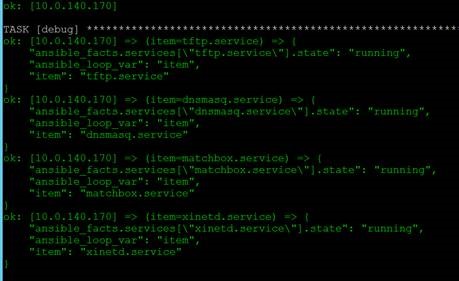 ok: [10.0.140.170]
TASK [debug] ************************************************************
ok: [10.0.140.170] => (item=tftp.service) => {
"ansible_facts.services[\"tftp.service\"].state": "running",
"ansible_loop_var": "item",
"item": "tftp.service"
}
ok: [10.0.140.170] => (item=dnsmasq.service) => {
"ansible_facts.services[\"dnsmasq.service\"].state": "running",
"ansible_loop_var": "item",
"item": "dnsmasq.service"
}
ok: [10.0.140.170] => (item=matchbox.service) => {
"ansible_facts.services[\"matchbox.service\"].state": "running",
"ansible_loop_var": "item",
"item": "matchbox.service"
}
ok: [10.0.140.170] => (item=xinetd.service) => {
"ansible_facts.services[\"xinetd.service\"].state": "running",
"ansible_loop_var": "item",
"item": "xinetd.service"
}